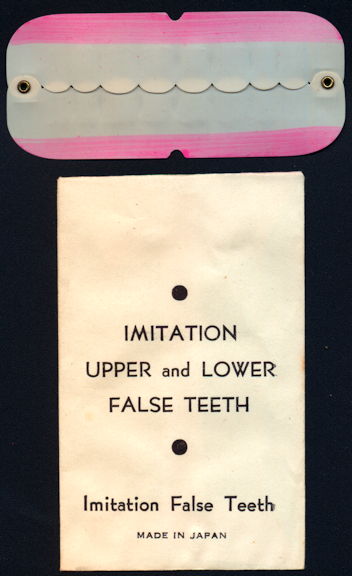 IMITATION
UPPER and LOWER
FALSE TEETH
Imitation False Teeth
MADE IN JAPAN